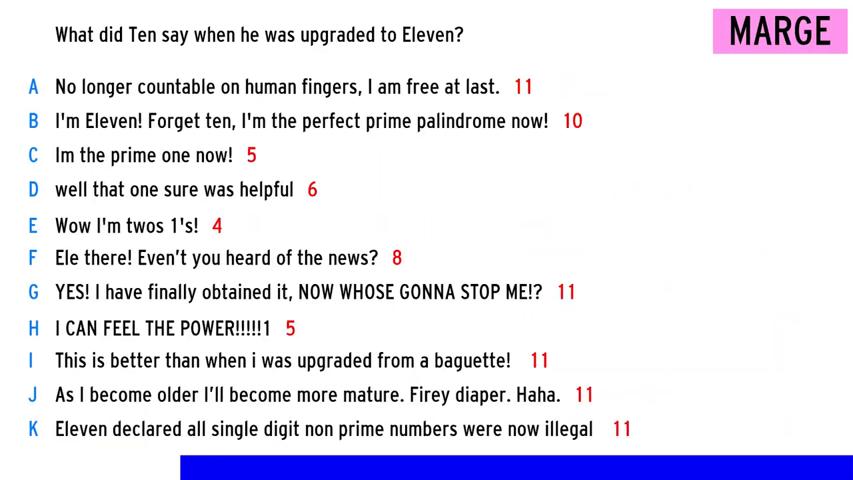 What did Ten say when he was upgraded to Eleven?
MARGE
A No longer countable on human fingers, I am free at last. 11
B I'm Eleven! Forget ten, I'm the perfect prime palindrome now! 10
C Im the prime one now! 5
D well that one sure was helpful 6
E Wow I'm twos 1's! 4
F Ele there! Even’t you heard of the news? 8
G YES! I have finally obtained it, NOW WHOSE GONNA STOP ME!? 11
H I CAN FEEL THE POWER!!!!!1 5
I This is better than when i was upgraded from a baguette! 11
J As I become older I’ll become more mature. Firey diaper. Haha. 11
K Eleven declared all single digit non prime numbers were now illegal 11